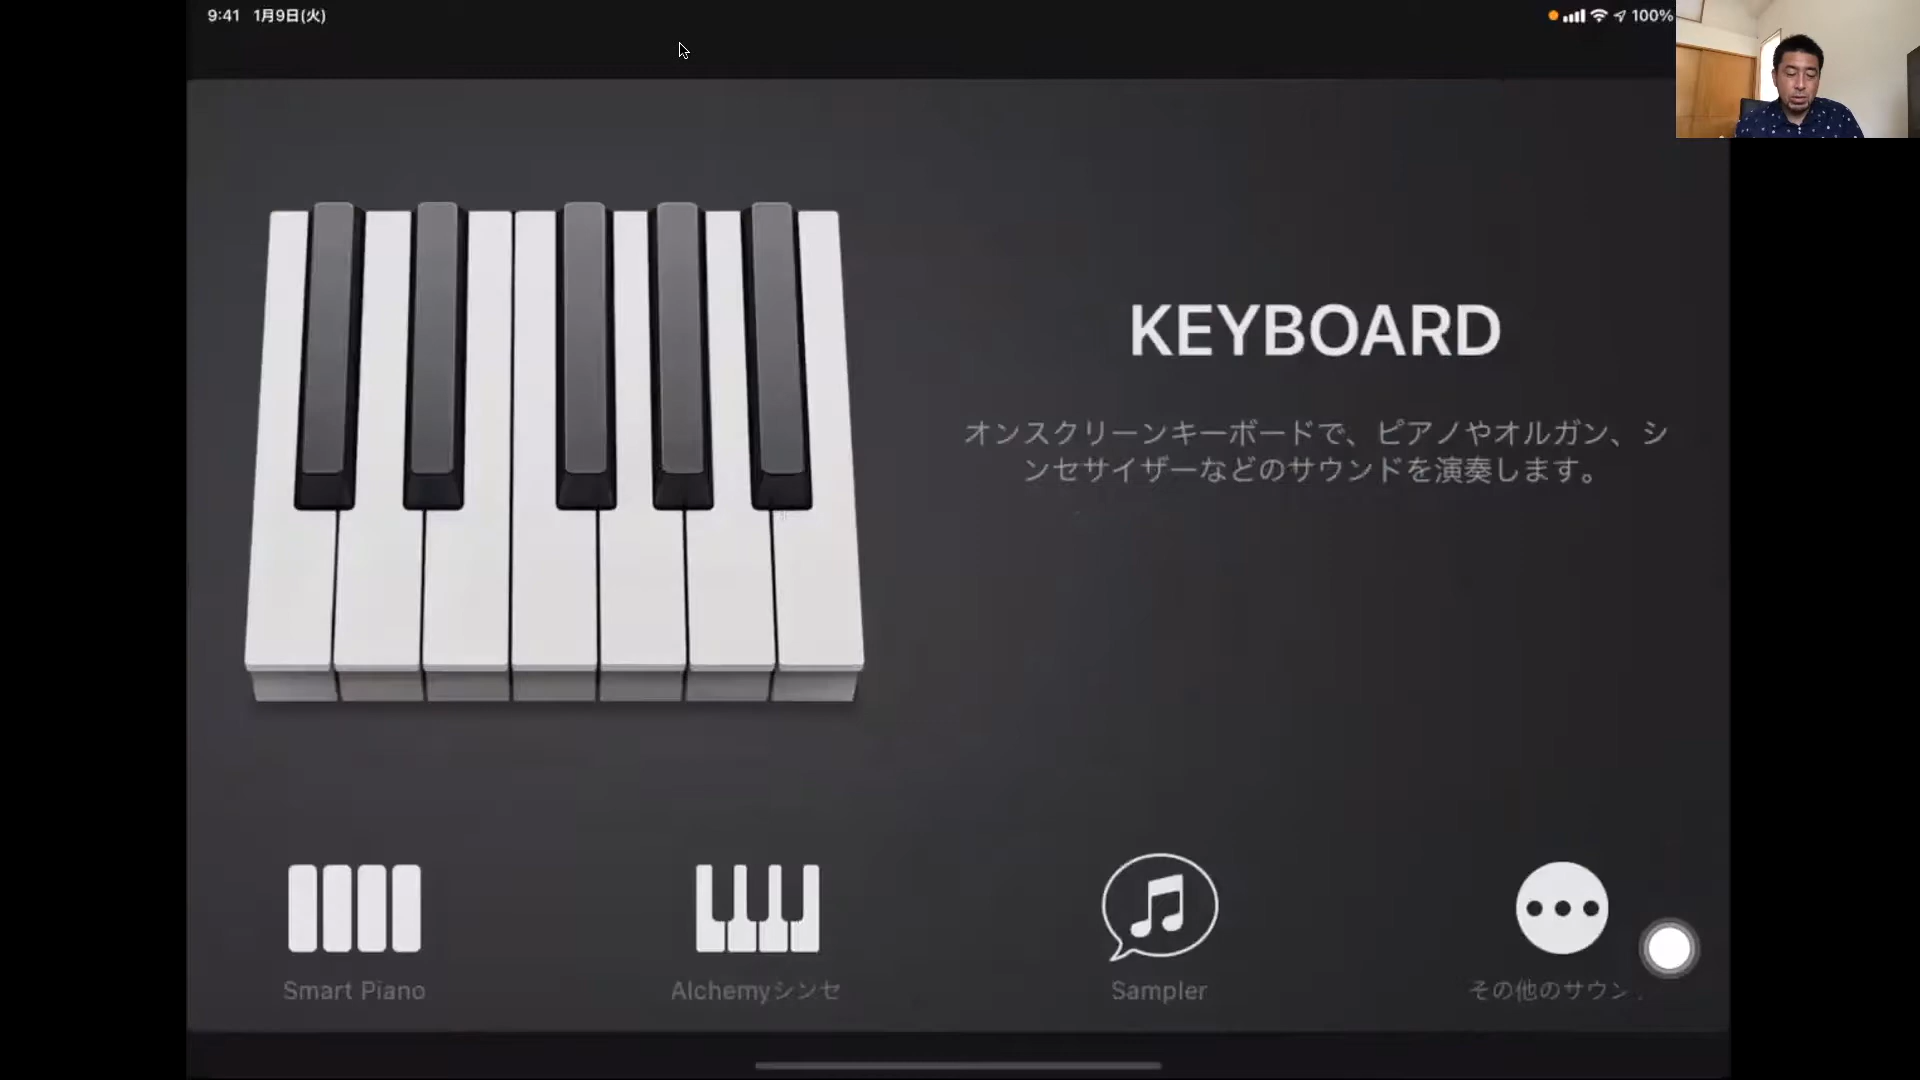 9:41 1月9日(火)
100%
KEYBOARD
オンスクリーンキーボードで、ピアノやオルガン、シ
ンセサイザーなどのサウンドを演奏します。
Smart Piano
Alchemyシンセ
Sampler
その他のサウン